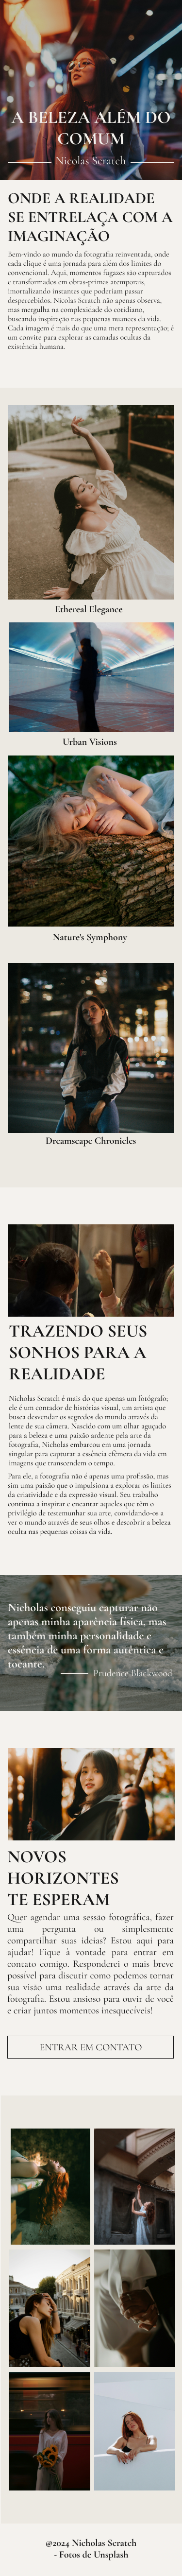 A BELEZA ALÉM DO
COMUM
Nicolas Scratch
ONDE A REALIDADE
SE ENTRELAÇA COM A
IMAGINAÇÃO
Bem-vindo ao mundo da fotografia reinventada, onde
cada clique é uma jornada para além dos limites do
convencional. Aqui, momentos fugazes são capturados
e transformados em obras-primas atemporais,
imortalizando instantes que poderiam passar
despercebidos. Nicolas Scratch não apenas observa,
mas mergulha na complexidade do cotidiano,
buscando inspiração nas pequenas nuances da vida.
Cada imagem é mais do que uma mera representação; é
um convite para explorar as camadas ocultas da
existência humana.
Ethereal Elegance
Urban Visions
Nature's Symphony
Dreamscape Chronicles
TRAZENDO SEUS
SONHOS PARA A
REALIDADE
Nicholas Scratch é mais do que apenas um fotógrafo;
ele é um contador de histórias visual, um artista que
busca desvendar os segredos do mundo através da
lente de sua câmera. Nascido com um olhar aguçado
para a beleza e uma paixão ardente pela arte da
fotografia, Nicholas embarcou em uma jornada
singular para capturar a essência efêmera da vida em
imagens que transcendem o tempo.
Para ele, a fotografia não é apenas uma profissão, mas
sim uma paixão que o impulsiona a explorar os limites
da criatividade e da expressão visual. Seu trabalho
continua a inspirar e encantar aqueles que têm o
privilégio de testemunhar sua arte, convidando-os a
ver o mundo através de seus olhos e descobrir a beleza
oculta nas pequenas coisas da vida.
Nicholas conseguiu capturar não
apenas minha aparência física, mas
também minha personalidade e
essência de uma forma autêntica e
tocante.
Prudence Blackwood
NOVOS
HORIZONTES
TE ESPERAM
Quer agendar uma sessão fotográfica, fazer
uma pergunta ou simplesmente
compartilhar suas ideias? Estou aqui para
ajudar! Fique à vontade para entrar em
contato comigo. Responderei o mais breve
possível para discutir como podemos tornar
sua visão uma realidade através da arte da
fotografia. Estou ansioso para ouvir de você
e criar juntos momentos inesquecíveis!
ENTRAR EM CONTATO
@2024 Nicholas Scratch
- Fotos de Unsplash